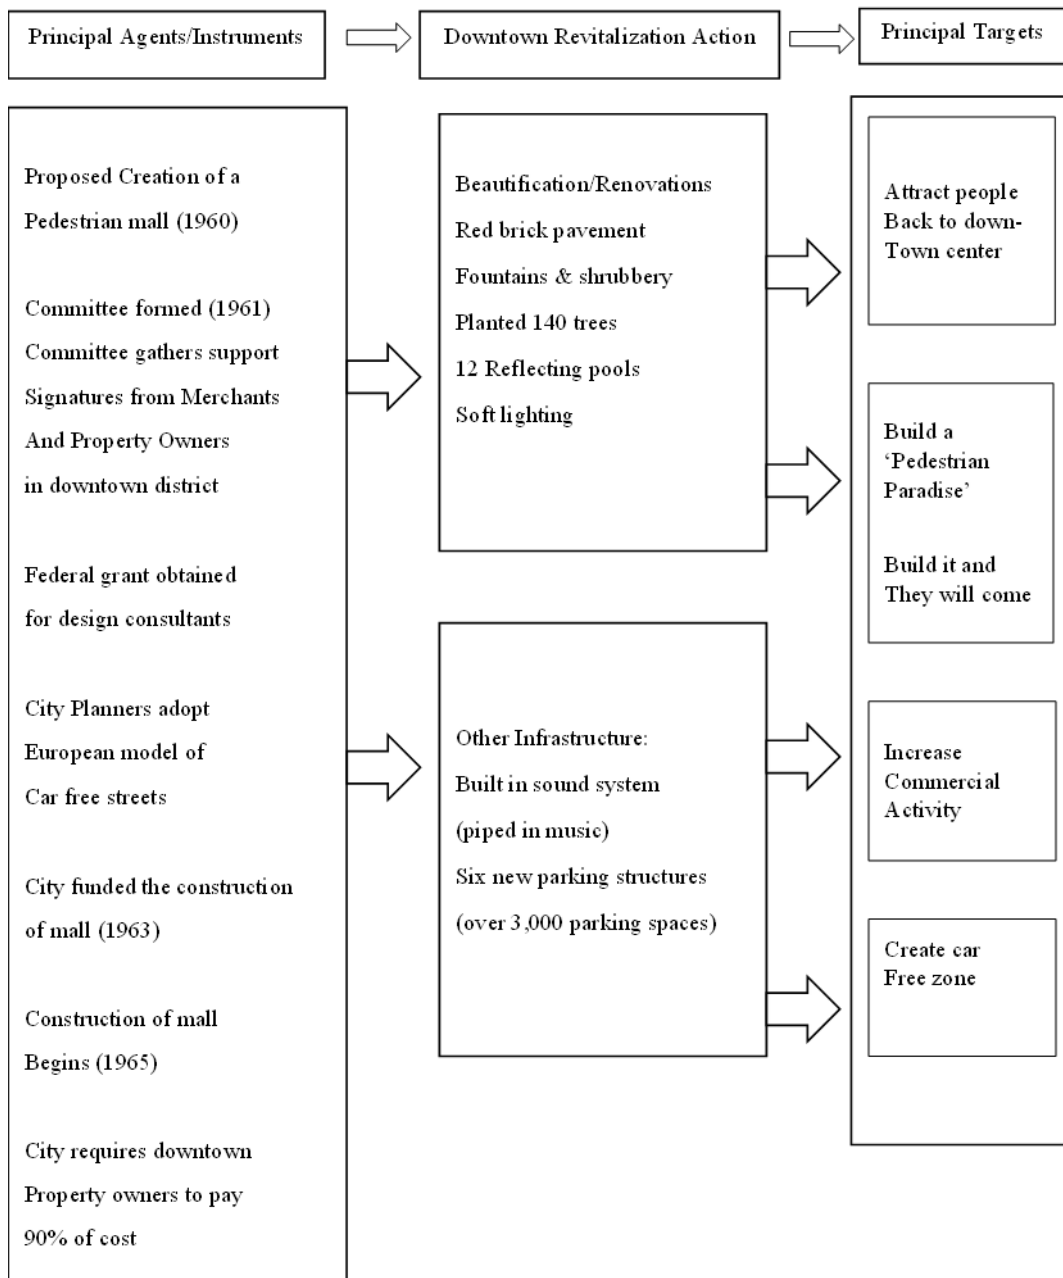 Principal Agents/Instruments
Downtown Revitalization Action
Principal Targets
Proposed Creation of a
Pedestrian mall (1960)
Committee formed (1961)
Committee gathers support
Signatures from Merchants
And Property Owners
in downtown district
Federal grant obtained
for design consultants
City Planners adopt
European model of
Car free streets
City funded the construction
of mall (1963)
Construction of mall
Begins (1965)
City requires downtown
Property owners to pay
90% of cost
Beautification/Renovations
Red brick pavement
Fountains & shrubbery
Planted 140 trees
12 Reflecting pools
Soft lighting
Other Infrastructure:
Built in sound system
(piped in music)
Six new parking structures
(over 3,000 parking spaces)
Attract people
Back to down-
Town center
Build a
‘Pedestrian
Paradise’
Build it and
They will come
Increase
Commercial
Activity
Create car
Free zone